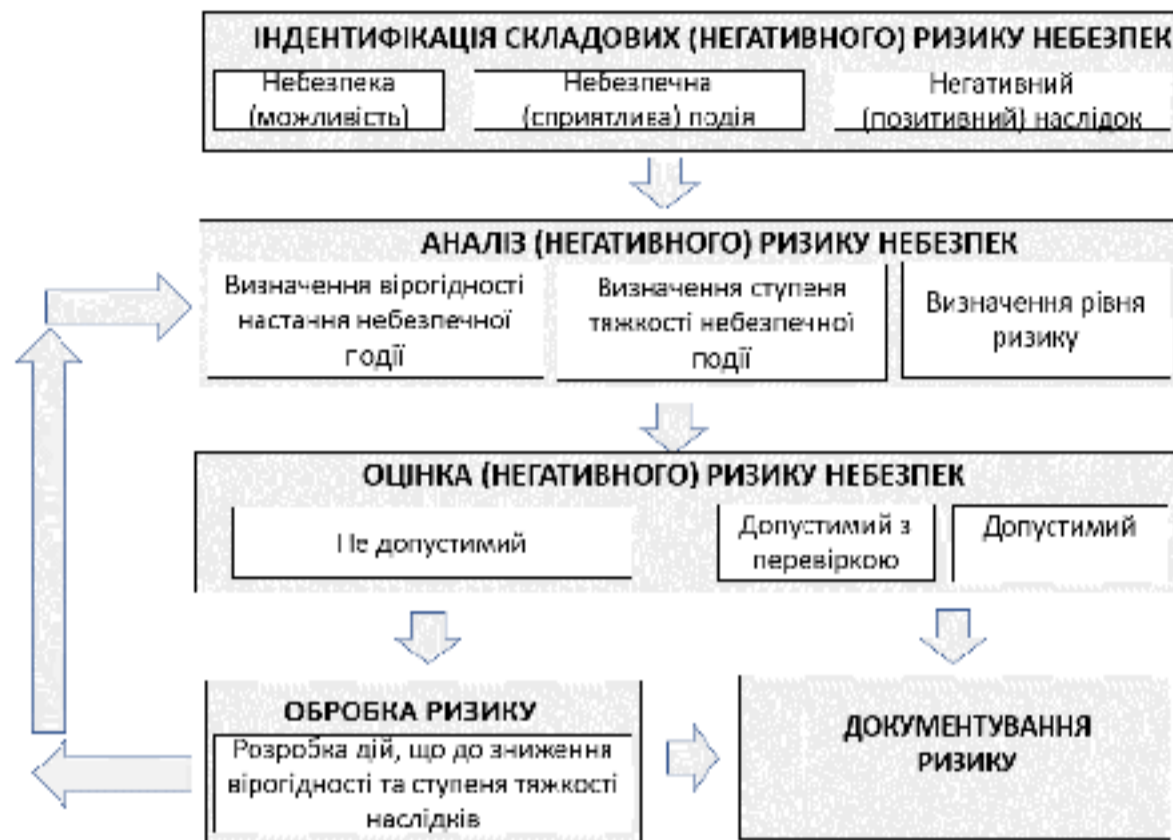 ІНДЕНТИФІКАЦІЯ СКЛАДОВИХ (НЕГАТИВНОГО) РИЗИКУ НЕБЕЗПЕК
Небезпека
(можливість)
Небезпечна
(сприятлива) подія
Негативний
(позитивний) наслідок
АНАЛІЗ (НЕГАТИВНОГО) РИЗИКУ НЕБЕЗПЕК
Визначення вірогідності
настання небезпечної
події
Визначення ступеня
тяжкості небезпечної
події
Визначення рівня
ризику
ОЦІНКА (НЕГАТИВНОГО) РИЗИКУ НЕБЕЗПЕК
Не допустимий
Допустимий з
перевіркою
Допустимий
ОБРОБКА РИЗИКУ
Розробка дій, що до зниження
вірогідності та ступеня тяжкості
наслідків
ДОКУМЕНТУВАННЯ
РИЗИКУ